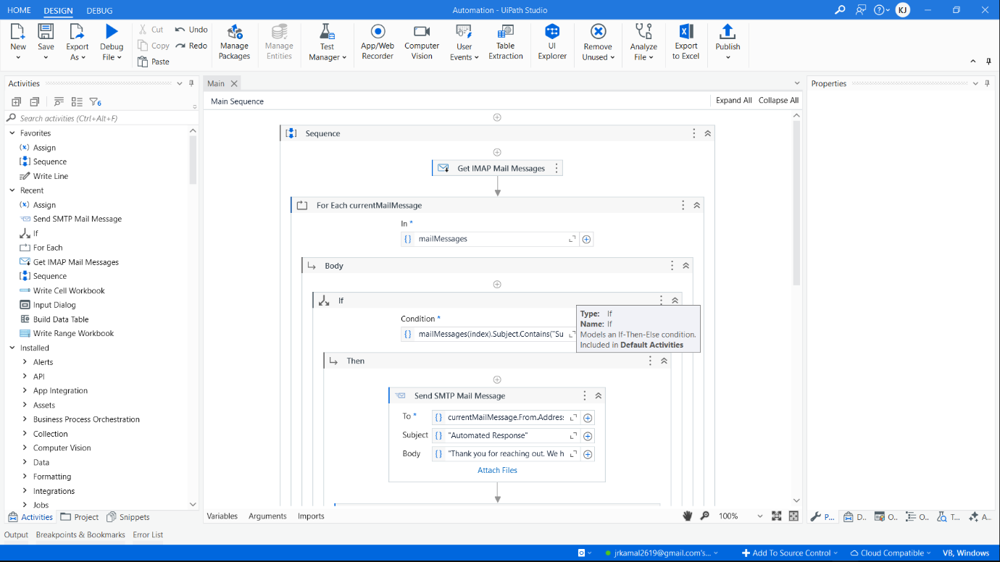 HOME DESIGN DEBUG Automation - UiPath Studio KJ
New
Save
Export As
Debug File
Cut
Copy
Paste
Undo
Redo
Manage Packages
Manage Entities
Test Manager
App/Web Recorder
Computer Vision
User Events
Table Extraction
UI Explorer
Remove Unused
Analyze File
Export to Excel
Publish
Activities
6
Search activities (Ctrl+Alt+F)
Favorites
Assign
Sequence
Write Line
Recent
Assign
Send SMTP Mail Message
If
For Each
Get IMAP Mail Messages
Sequence
Write Cell Workbook
Input Dialog
Build Data Table
Write Range Workbook
Installed
Alerts
API
App Integration
Assets
Business Process Orchestration
Collection
Computer Vision
Data
Formatting
Integrations
Jobs
Activities Project Snippets
Main
Main Sequence Expand All Collapse All
Sequence
Get IMAP Mail Messages
For Each currentMailMessage
In *
{} mailMessages
Body
If
Condition *
{} mailMessages(index).Subject.Contains("Su
Type: If
Name: If
Models an If-Then-Else condition.
Included in Default Activities
Then
Send SMTP Mail Message
To * {} currentMailMessage.From.Address
Subject {} "Automated Response"
Body {} "Thank you for reaching out. We h
Attach Files
Variables Arguments Imports 100%
Properties
P... D.. O.. O.. T... A...
Output Breakpoints & Bookmarks Error List
jrkamal2619@gmail.com's... Add To Source Control Cloud Compatible VB, Windows